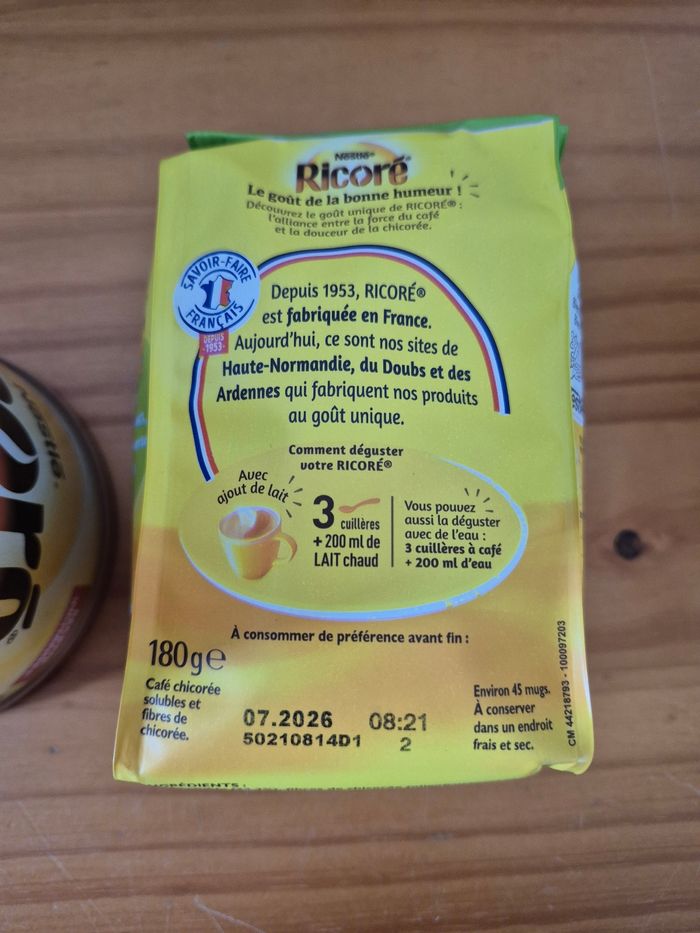 Nestlé®
Ricoré®
Le goût de la bonne humeur !
Découvrez le goût unique de RICORÉ® :
l'alliance entre la force du café
et la douceur de la chicorée.
SAVOIR-FAIRE
FRANÇAIS
DEPUIS
-1953-
Depuis 1953, RICORÉ®
est fabriquée en France.
Aujourd'hui, ce sont nos sites de
Haute-Normandie, du Doubs et des
Ardennes qui fabriquent nos produits
au goût unique.
Comment déguster
votre RICORÉ®
Avec
ajout de lait
3
cuillères
+ 200 ml de
LAIT chaud
Vous pouvez
aussi la déguster
avec de l'eau :
3 cuillères à café
+ 200 ml d'eau
À consommer de préférence avant fin :
180g e
Café chicorée
solubles et
fibres de
chicorée.
07.2026 08:21
50210814D1 2
Environ 45 mugs.
À conserver
dans un endroit
frais et sec.
CM 44218793 - 100097203
INGRÉDIENTS :
Nestlé®